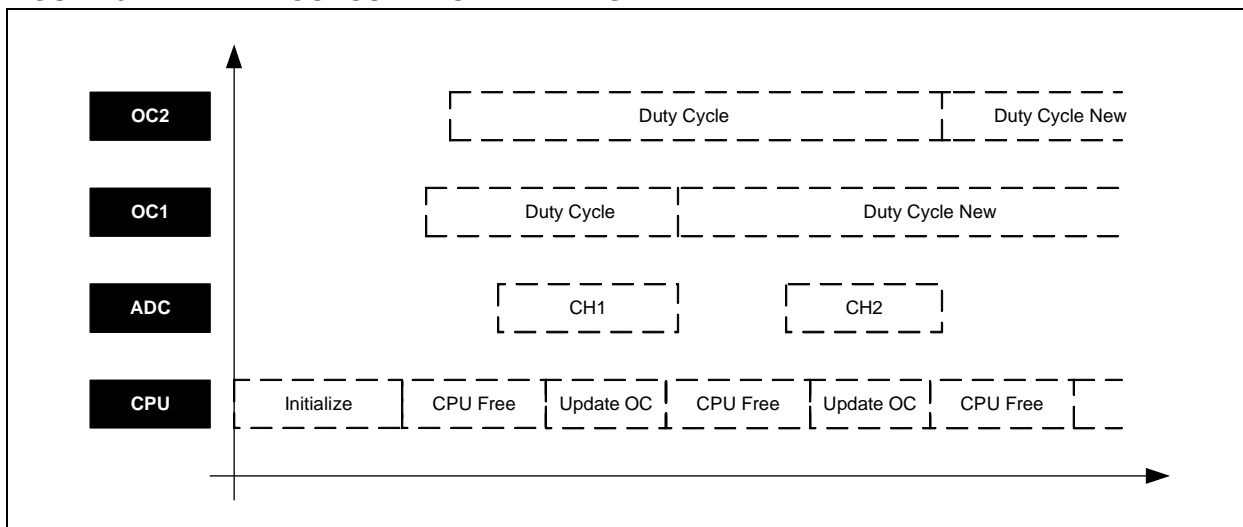 OC2 Duty Cycle Duty Cycle New
OC1 Duty Cycle Duty Cycle New
ADC CH1 CH2
CPU Initialize CPU Free Update OC CPU Free Update OC CPU Free